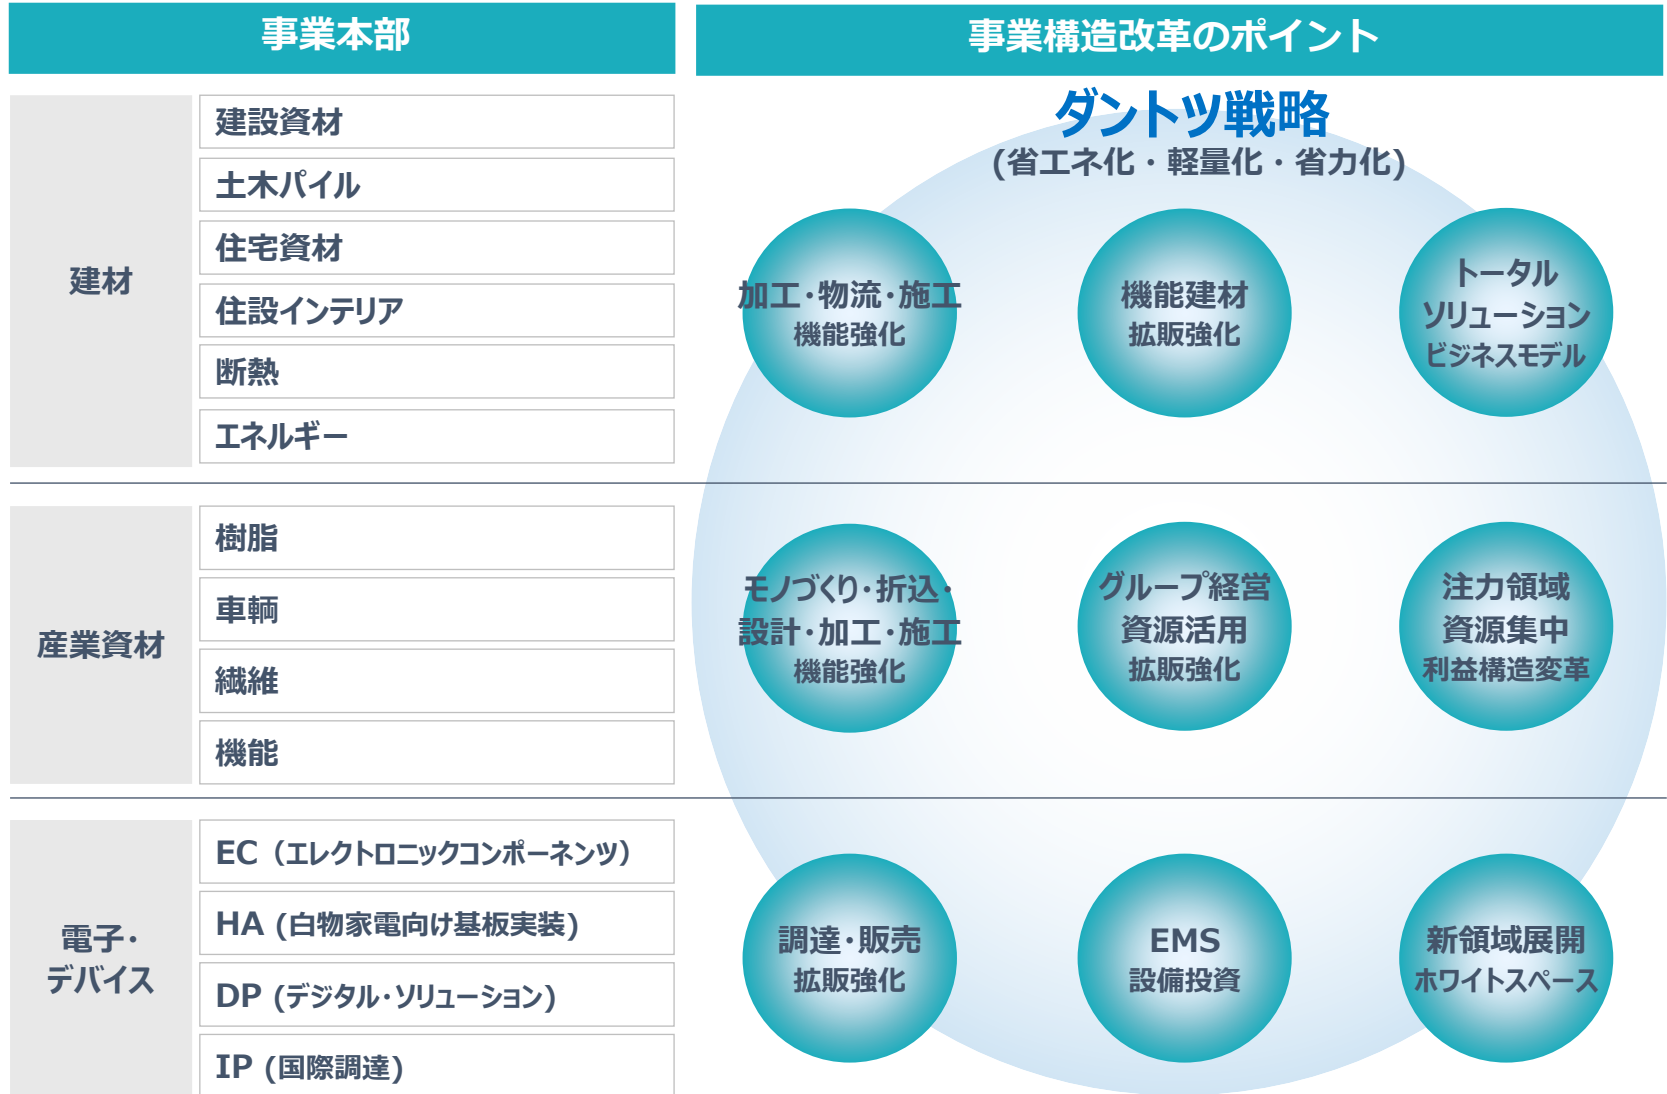 事業本部
事業構造改革のポイント
ダントツ戦略
(省エネ化・軽量化・省力化)
建材
建設資材
土木パイル
住宅資材
住設インテリア
断熱
エネルギー
加工・物流・施工
機能強化
機能建材
拡販強化
トータル
ソリューション
ビジネスモデル
産業資材
樹脂
車輌
繊維
機能
モノづくり・折込・
設計・加工・施工
機能強化
グループ経営
資源活用
拡販強化
注力領域
資源集中
利益構造変革
電子・
デバイス
EC（エレクトロニックコンポーネンツ）
HA (白物家電向け基板実装)
DP (デジタル・ソリューション)
IP (国際調達)
調達・販売
拡販強化
EMS
設備投資
新領域展開
ホワイトスペース